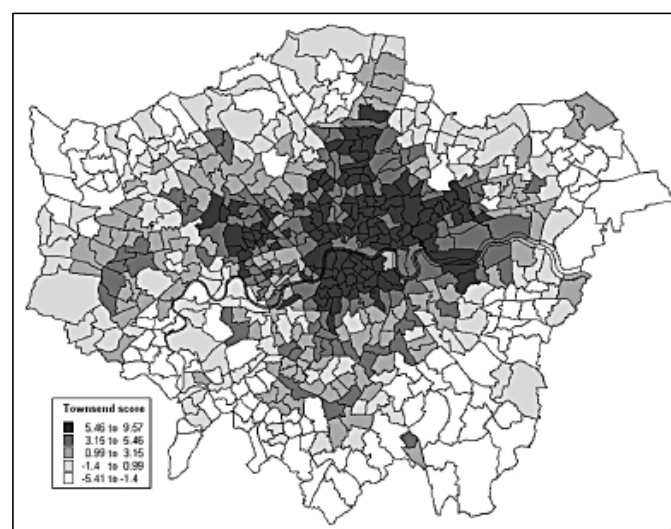 Townsend score
5.46 to 9.57
3.15 to 5.46
0.99 to 3.15
-1.4 to 0.99
-5.41 to -1.4